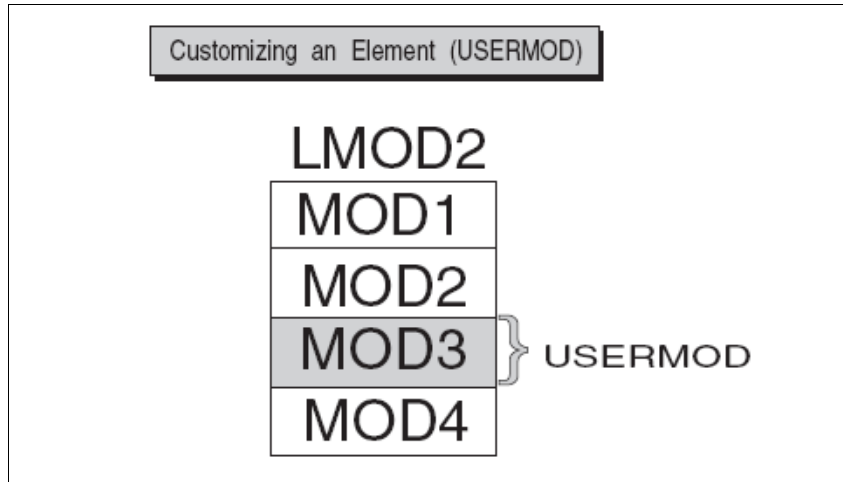 Customizing an Element (USERMOD)
LMOD2
MOD1
MOD2
MOD3
USERMOD
MOD4